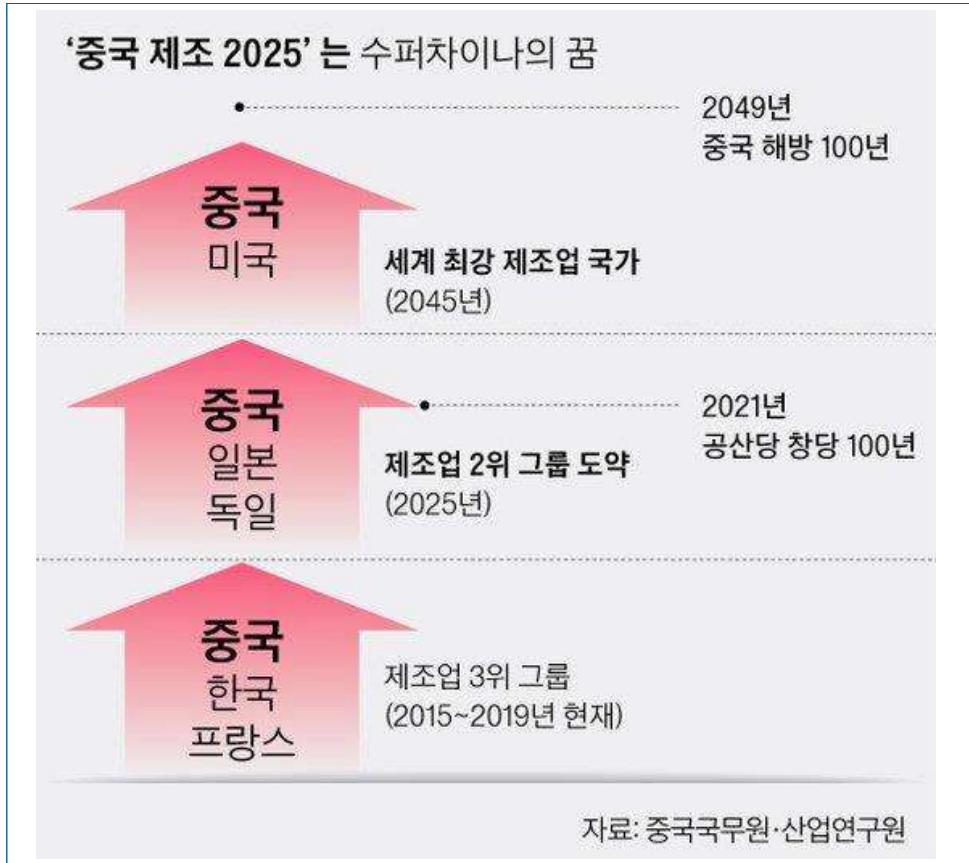 ‘중국 제조 2025’ 는 수퍼차이나의 꿈
2049년
중국 해방 100년
중국
미국
세계 최강 제조업 국가
(2045년)
중국
일본
독일
2021년
공산당 창당 100년
제조업 2위 그룹 도약
(2025년)
중국
한국
프랑스
제조업 3위 그룹
(2015~2019년 현재)
자료: 중국국무원·산업연구원